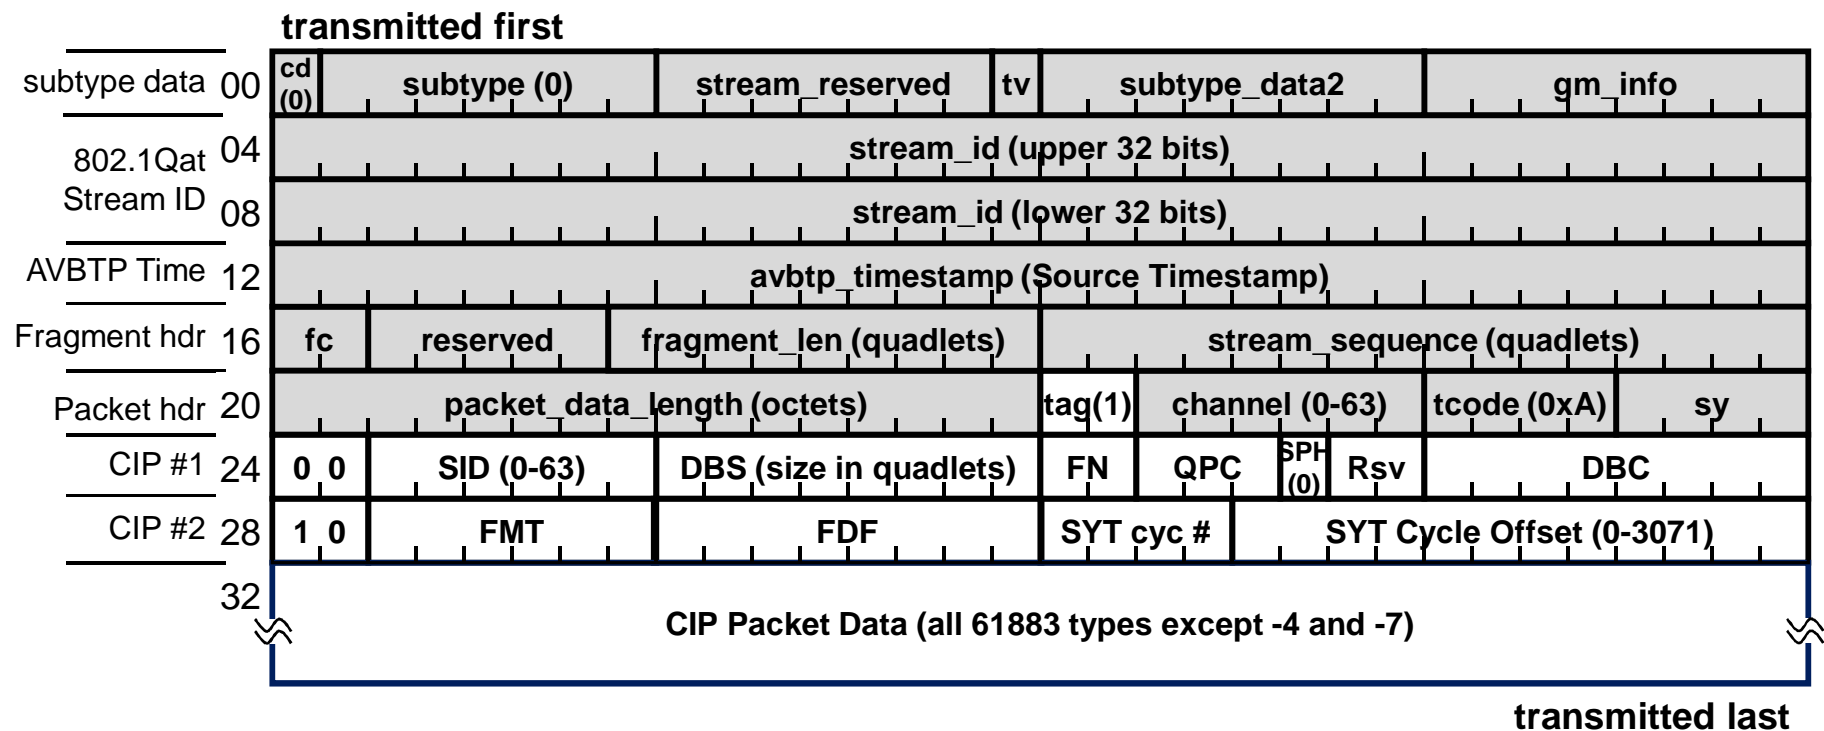 transmitted first
subtype data 00 cd (0) subtype (0) stream_reserved tv subtype_data2 gm_info
802.1Qat Stream ID
04 stream_id (upper 32 bits)
08 stream_id (lower 32 bits)
AVBTP Time 12 avbtp_timestamp (Source Timestamp)
Fragment hdr 16 fc reserved fragment_len (quadlets) stream_sequence (quadlets)
Packet hdr 20 packet_data_length (octets) tag(1) channel (0-63) tcode (0xA) sy
CIP #1 24 0 0 SID (0-63) DBS (size in quadlets) FN QPC SPH (0) Rsv DBC
CIP #2 28 1 0 FMT FDF SYT cyc # SYT Cycle Offset (0-3071)
32
CIP Packet Data (all 61883 types except -4 and -7)
transmitted last